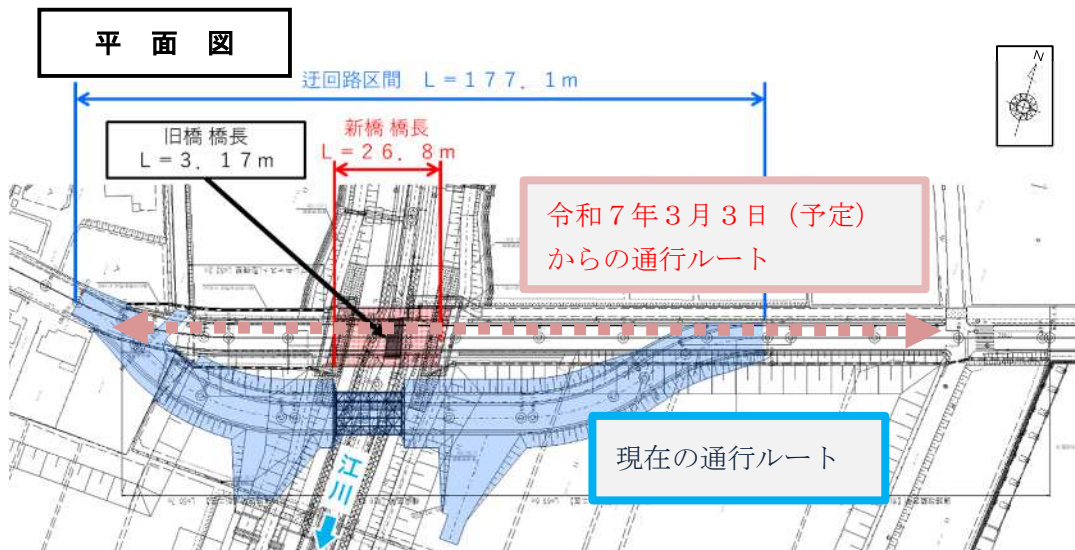 平 面 図
N
迂回路区間 L=177.1m
旧橋 橋長
L=3.17m
新橋 橋長
L=26.8m
令和7年3月3日(予定)
からの通行ルート
現在の通行ルート
江川